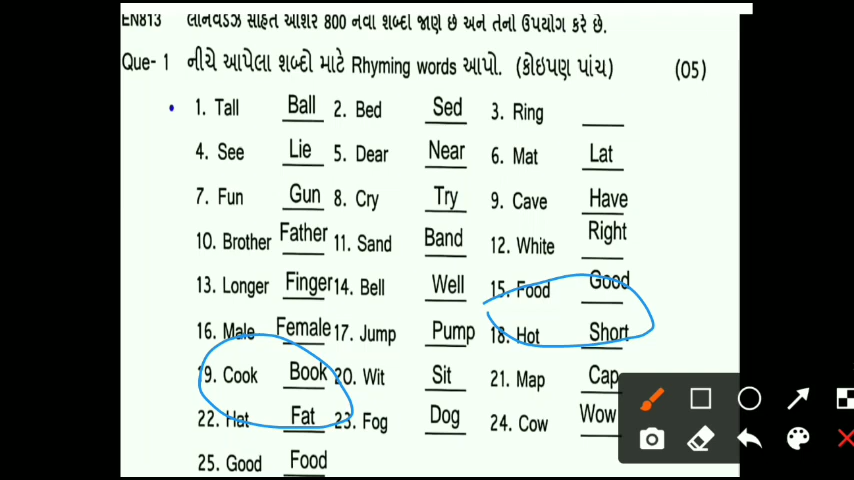 EN813 લાનવડઝ સાહત આશર 800 નવા શબ્દો જાણે છે અને તેનો ઉપયોગ કરે છે.
Que- 1 નીચે આપેલા શબ્દો માટે Rhyming words આપો. (કોઇપણ પાંચ) (05)
1. Tall Ball 2. Bed Sed 3. Ring
4. See Lie 5. Dear Near 6. Mat Lat
7. Fun Gun 8. Cry Try 9. Cave Have
10. Brother Father 11. Sand Band 12. White Right
13. Longer Finger 14. Bell Well 15. Food Good
16. Male Female 17. Jump Pump 18. Hot Short
19. Cook Book 20. Wit Sit 21. Map Cap
22. Hat Fat 23. Fog Dog 24. Cow Wow
25. Good Food